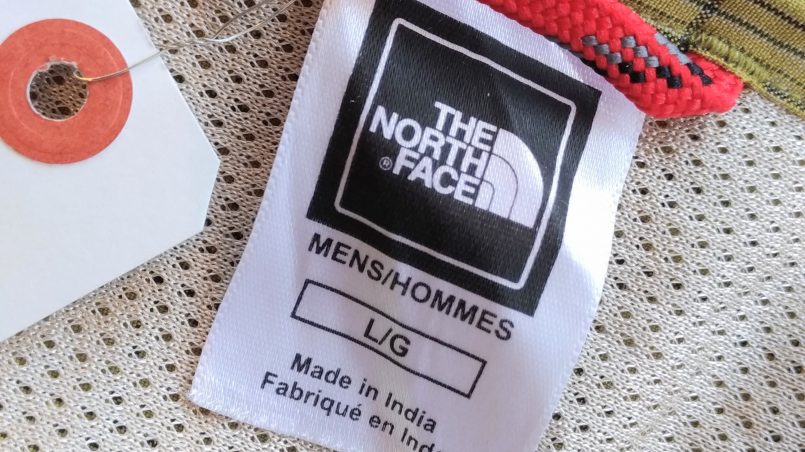 THE
NORTH
FACE®
MENS/HOMMES
L/G
Made in India
Fabriqué en